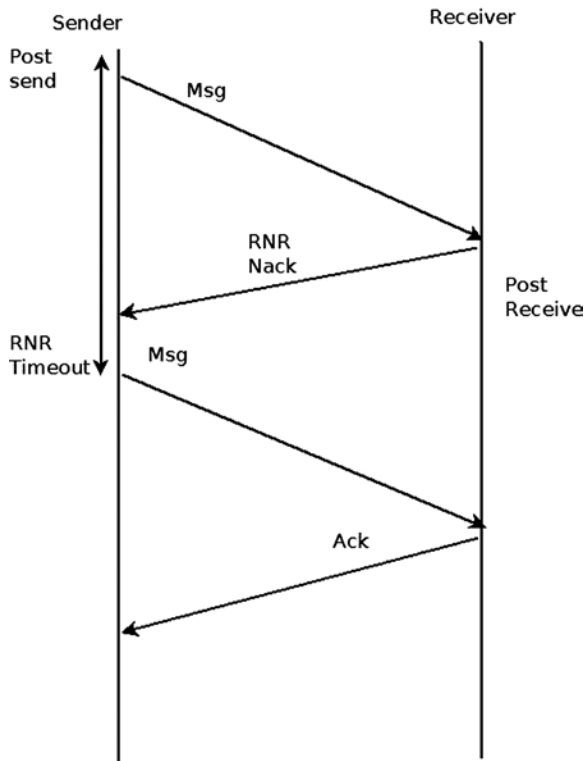 Sender
Receiver
Post
send
Msg
RNR
Nack
Post
Receive
RNR
Timeout
Msg
Ack